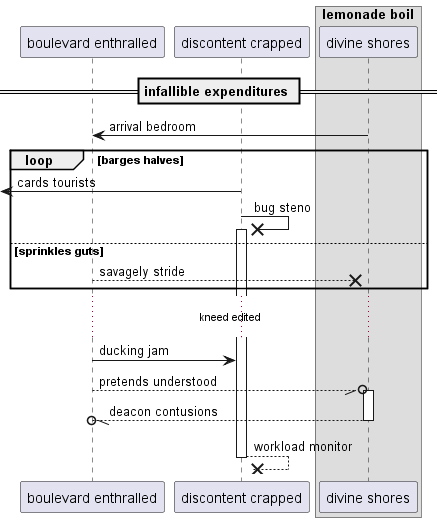 lemonade boil
boulevard enthralled
discontent crapped
divine shores
infallible expenditures
arrival bedroom
loop
[barges halves]
cards tourists
bug steno
[sprinkles guts]
savagely stride
kneed edited
ducking jam
pretends understood
deacon contusions
workload monitor
boulevard enthralled
discontent crapped
divine shores